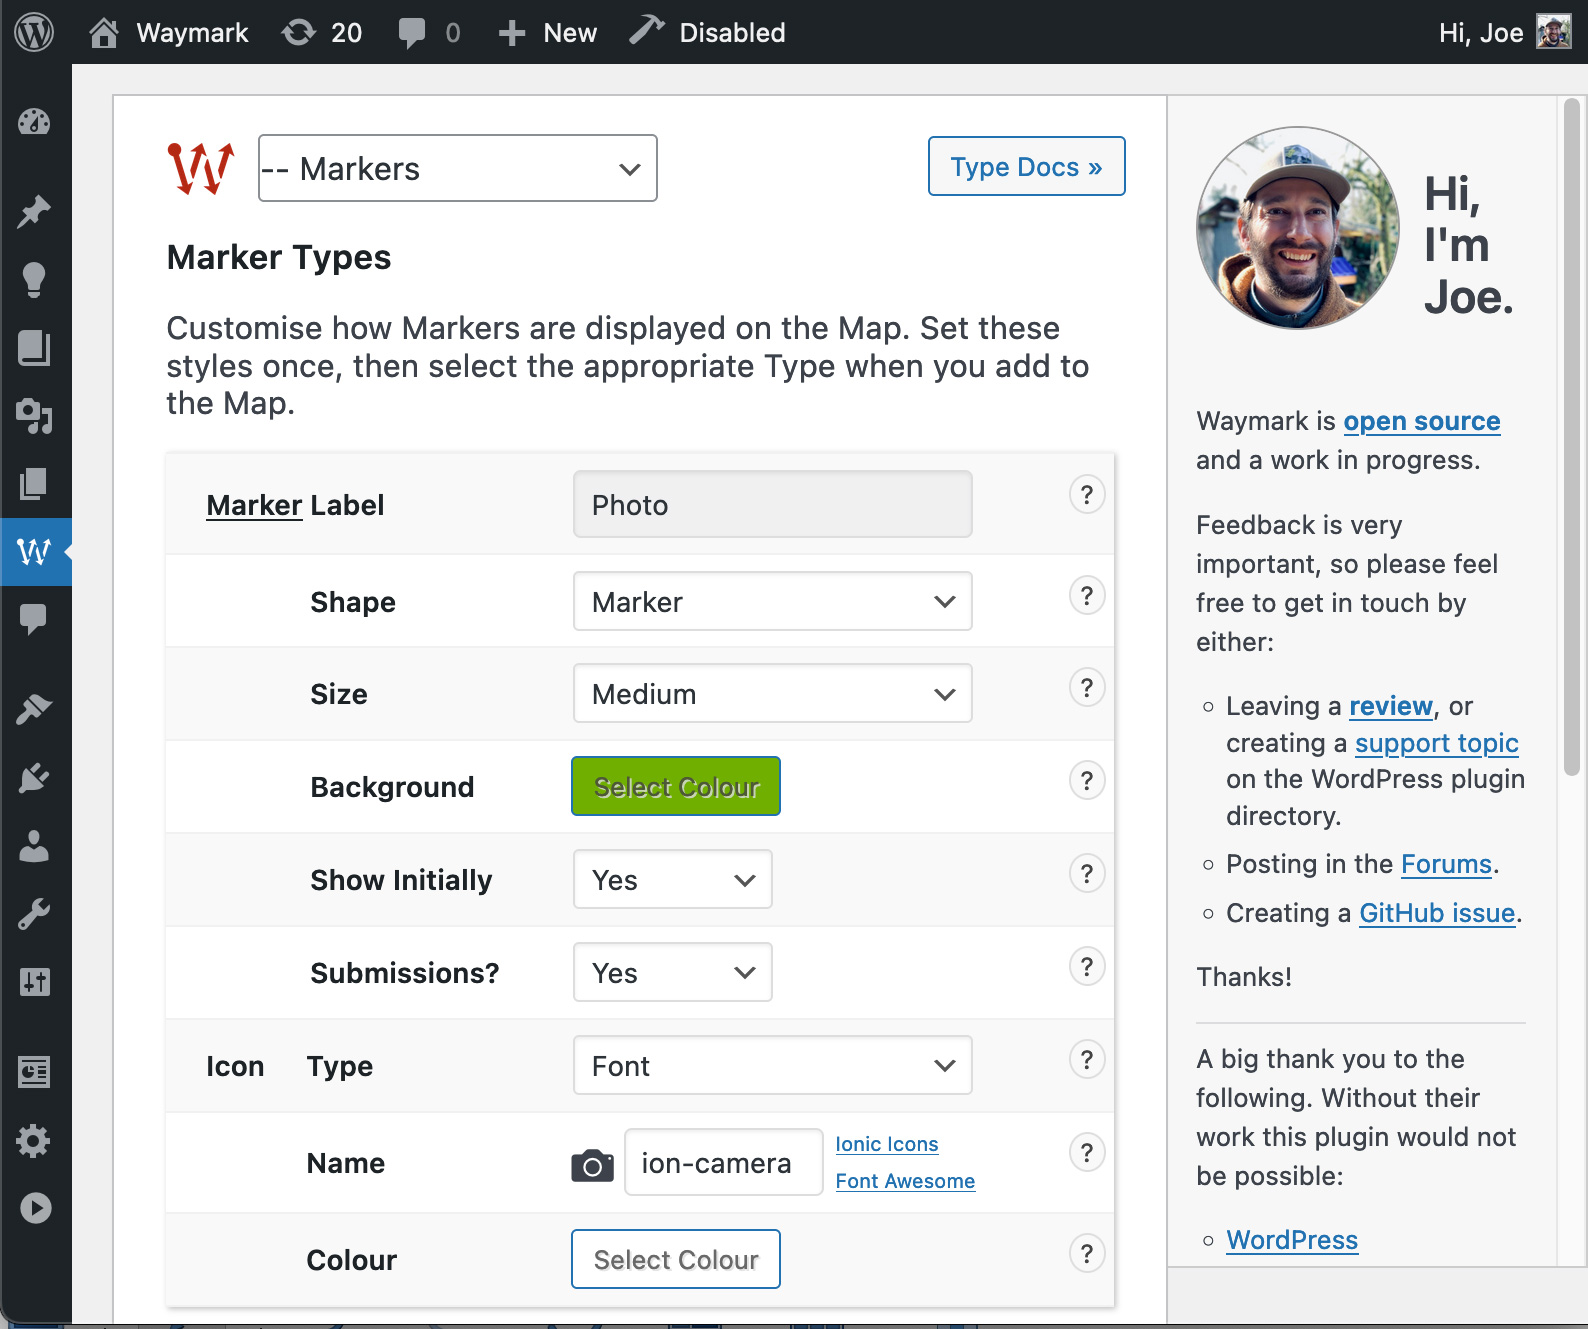 Waymark 20 0 New Disabled Hi, Joe
-- Markers
Type Docs »
Marker Types
Customise how Markers are displayed on the Map. Set these
styles once, then select the appropriate Type when you add to
the Map.
Marker Label Photo ?
Shape Marker ?
Size Medium ?
Background Select Colour ?
Show Initially Yes ?
Submissions? Yes ?
Icon Type Font ?
Name ion-camera Ionic Icons ?
Font Awesome
Colour Select Colour ?
Hi,
I'm
Joe.
Waymark is open source
and a work in progress.
Feedback is very
important, so please feel
free to get in touch by
either:
Leaving a review, or
creating a support topic
on the WordPress plugin
directory.
Posting in the Forums.
Creating a GitHub issue.
Thanks!
A big thank you to the
following. Without their
work this plugin would not
be possible:
WordPress